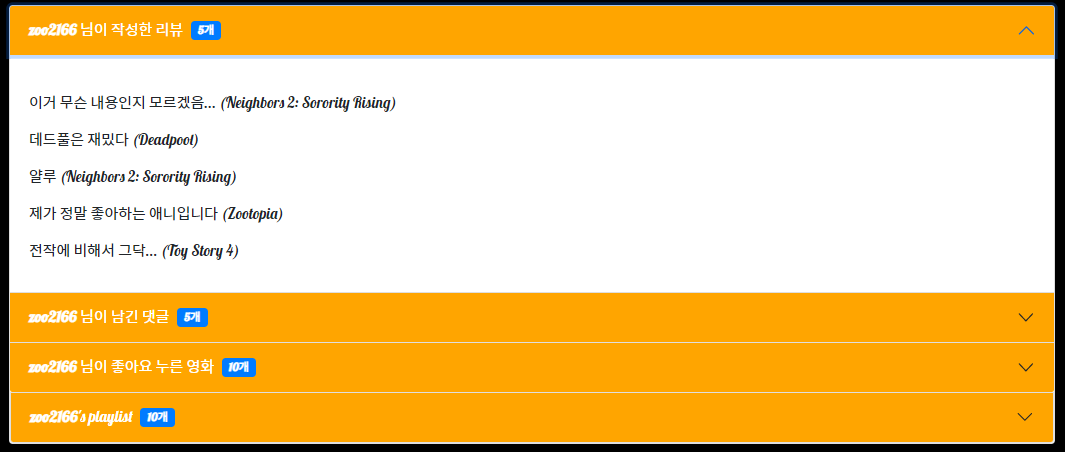 zoo2166 님이 작성한 리뷰 5개
이거 무슨 내용인지 모르겠음... (Neighbors 2: Sorority Rising)
데드풀은 재밌다 (Deadpool)
얄루 (Neighbors 2: Sorority Rising)
제가 정말 좋아하는 애니입니다 (Zootopia)
전작에 비해서 그닥... (Toy Story 4)
zoo2166 님이 남긴 댓글 5개
zoo2166 님이 좋아요 누른 영화 10개
zoo2166's playlist 10개